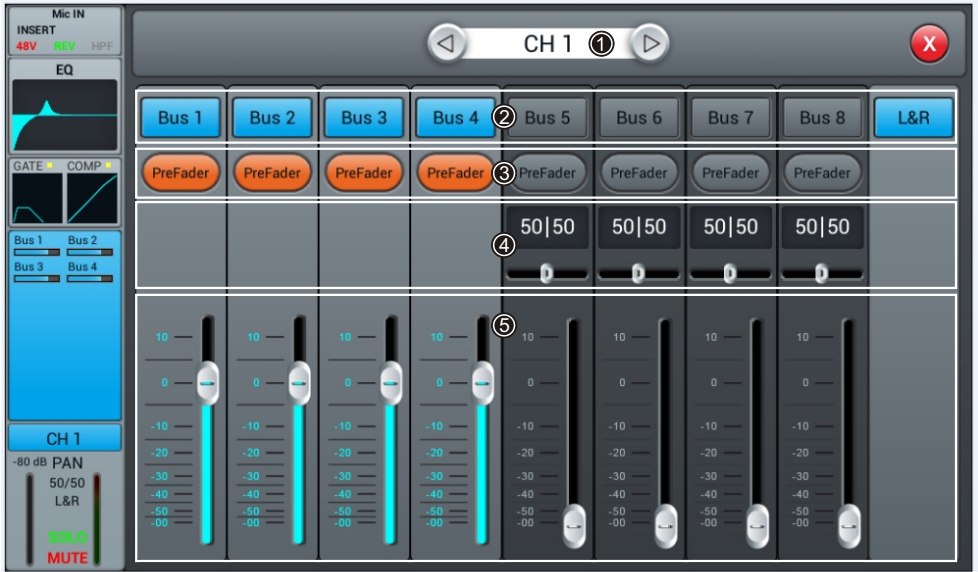 Mic IN
INSERT
48V REV HPF
EQ
GATE COMP
Bus 1 Bus 2
Bus 3 Bus 4
CH 1
-80 dB PAN
50/50
L&R
SOLO
MUTE
CH 1 ① X
Bus 1 Bus 2 Bus 3 Bus 4 ② Bus 5 Bus 6 Bus 7 Bus 8 L&R
PreFader PreFader PreFader PreFader ③ PreFader PreFader PreFader PreFader
50|50 50|50 50|50 50|50
④
⑤
10 10 10 10 10 10 10 10
0 0 0 0 0 0 0 0
-10 -10 -10 -10 -10 -10 -10 -10
-20 -20 -20 -20 -20 -20 -20 -20
-30 -30 -30 -30 -30 -30 -30 -30
-40 -40 -40 -40 -40 -40 -40 -40
-50 -50 -50 -50 -50 -50 -50 -50
-00 -00 -00 -00 -00 -00 -00 -00